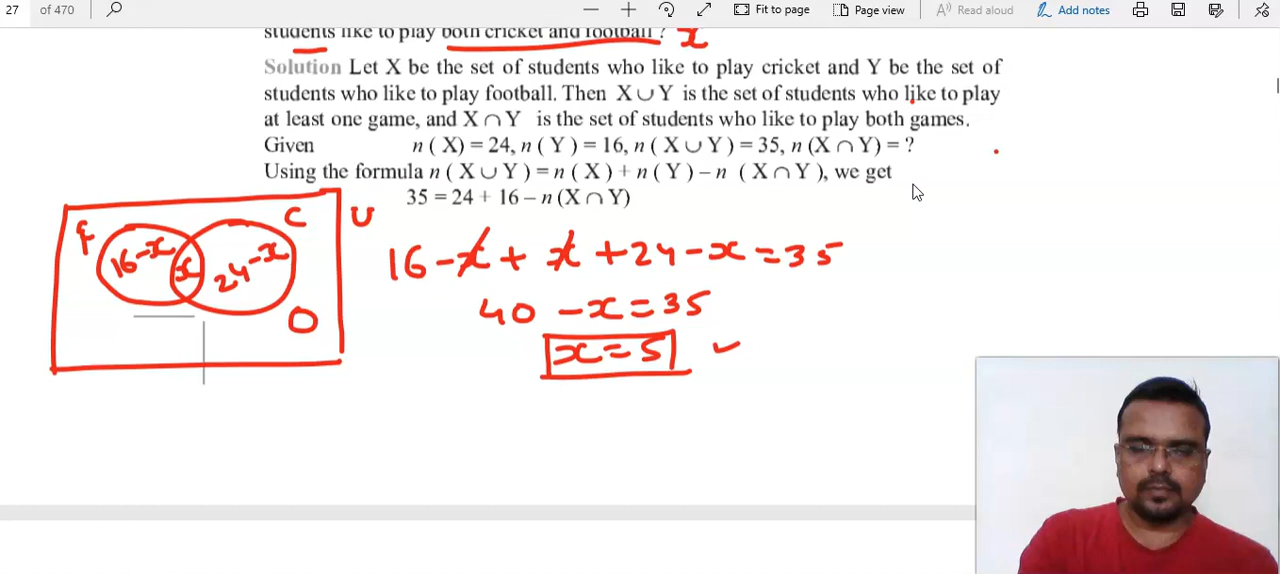 27 of 470 Fit to page Page view Read aloud Add notes
students like to play both cricket and football ? x
Solution Let X be the set of students who like to play cricket and Y be the set of
students who like to play football. Then X ∪ Y is the set of students who like to play
at least one game, and X ∩ Y is the set of students who like to play both games.
Given n ( X) = 24, n ( Y ) = 16, n ( X ∪ Y ) = 35, n (X ∩ Y) = ?
Using the formula n ( X ∪ Y ) = n ( X ) + n ( Y ) – n ( X ∩ Y ), we get
35 = 24 + 16 – n (X ∩ Y)
F C U
16-x x 24-x
O
16 - x + x + 24 - x = 35
40 - x = 35
x = 5